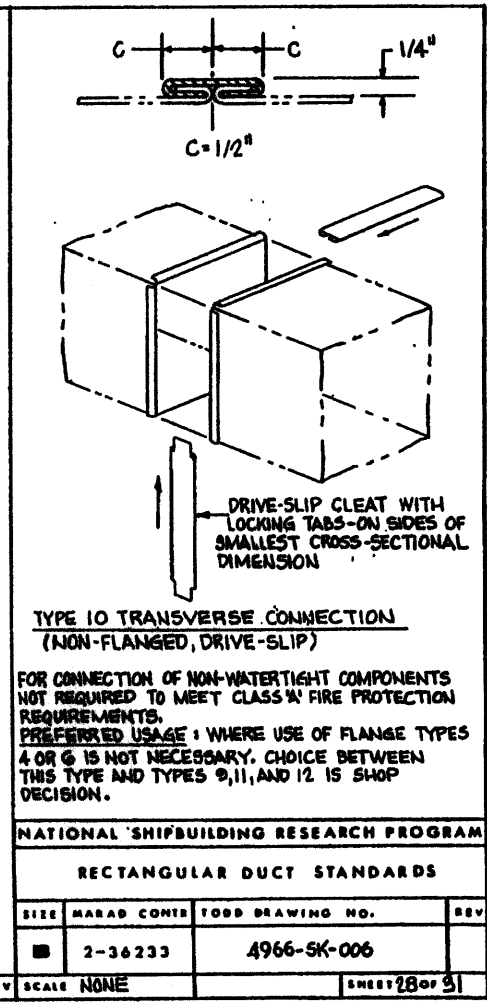 C C 1/4"
C=1/2"
DRIVE-SLIP CLEAT WITH
LOCKING TABS-ON SIDES OF
SMALLEST CROSS-SECTIONAL
DIMENSION
TYPE 10 TRANSVERSE CONNECTION
(NON-FLANGED, DRIVE-SLIP)
FOR CONNECTION OF NON-WATERTIGHT COMPONENTS
NOT REQUIRED TO MEET CLASS 'A' FIRE PROTECTION
REQUIREMENTS.
PREFERRED USAGE : WHERE USE OF FLANGE TYPES
4 OR 6 IS NOT NECESSARY. CHOICE BETWEEN
THIS TYPE AND TYPES 9,11, AND 12 IS SHOP
DECISION.
NATIONAL SHIPBUILDING RESEARCH PROGRAM
RECTANGULAR DUCT STANDARDS
SIZE MARAD CONTR TODD DRAWING NO. REV
2-36233 4966-SK-006
V SCALE NONE SHEET 28 OF 31